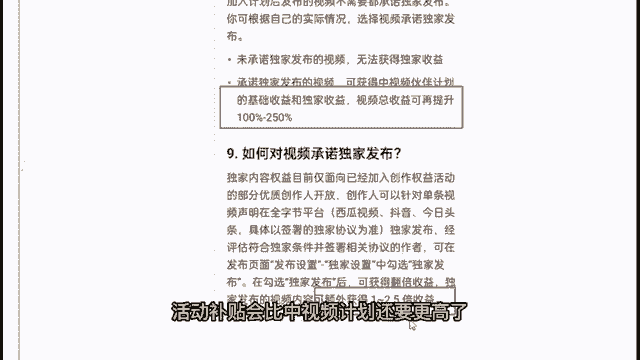 加入计划后发布的视频不需要都承诺独家发布。
你可根据自己的实际情况，选择视频承诺独家发
布。
• 未承诺独家发布的视频，无法获得独家收益
• 承诺独家发布的视频，可获得中视频伙伴计划
的基础收益和独家收益，视频总收益可再提升
100%-250%
9. 如何对视频承诺独家发布？
独家内容权益目前仅面向已经加入创作权益活动
的部分优质创作人开放，创作人可以针对单条视
频声明在全字节平台（西瓜视频、抖音、今日头
条，具体以签署的独家协议为准）独家发布，经
评估符合独家条件并签署相关协议的作者，可在
发布页面“发布设置”-“独家设置”中勾选“独家发
布”。在勾选“独家发布”后，可获得翻倍收益，独
家发布的视频内容可额外获得 1~2.5 倍收益
活动补贴会比中视频计划还要更高了